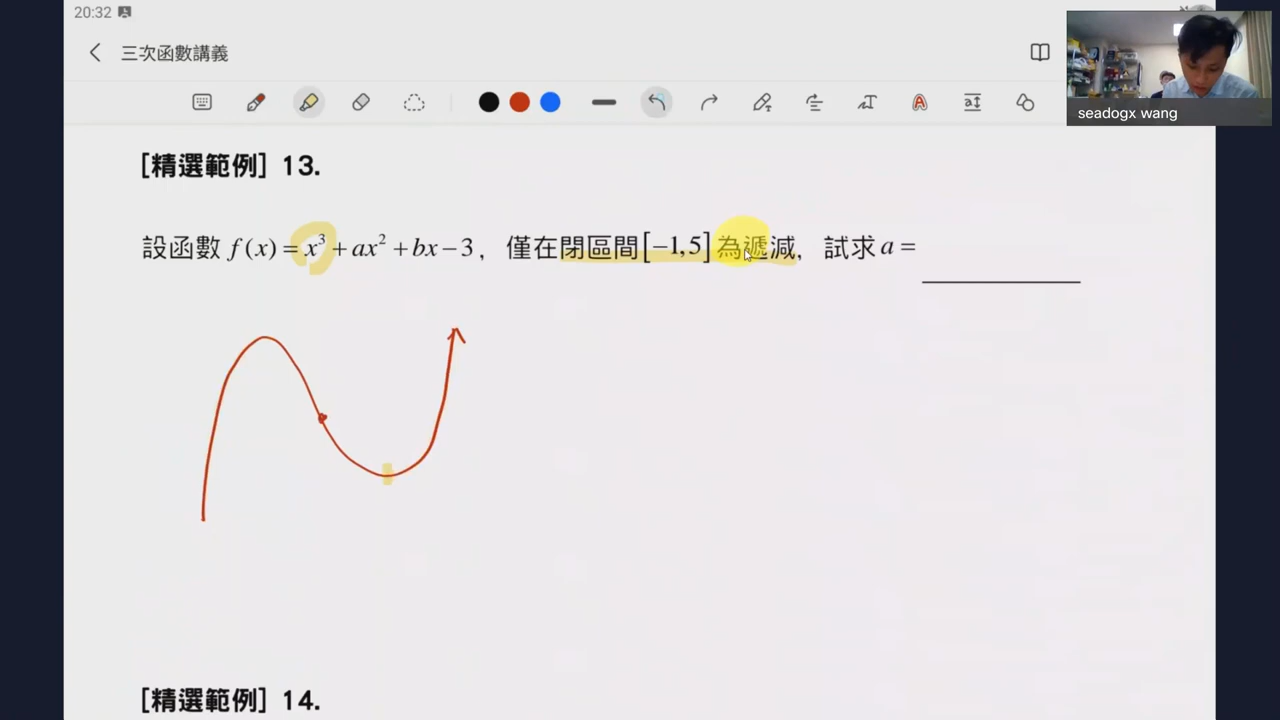 20:32
三次函數講義
seadogx wang
[精選範例] 13.
設函數 f(x) = x³ + ax² + bx − 3, 僅在閉區間[−1,5]為遞減, 試求 a =
[精選範例] 14.